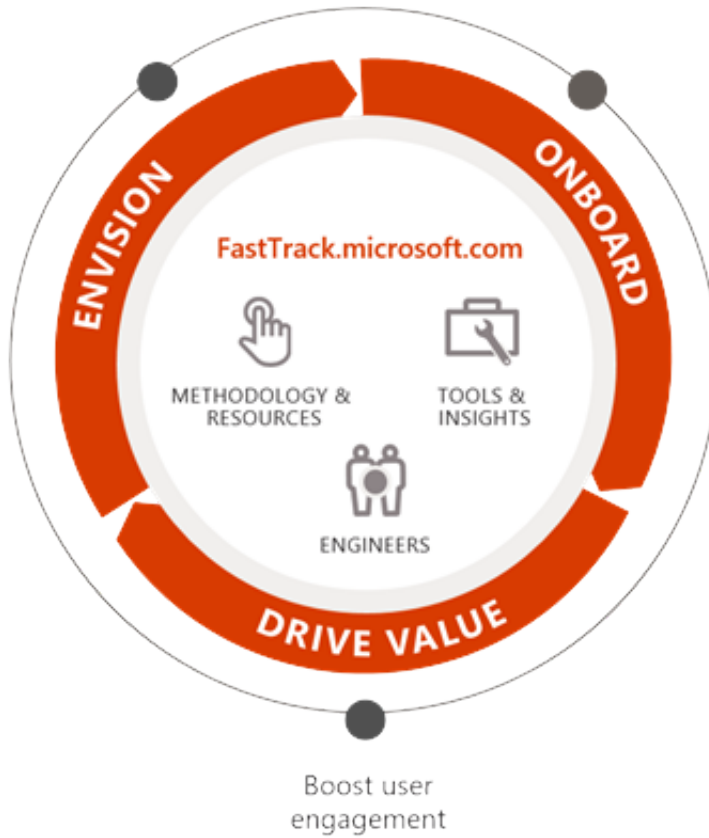 ENVISION
ONBOARD
FastTrack.microsoft.com
METHODOLOGY &
RESOURCES
TOOLS &
INSIGHTS
ENGINEERS
DRIVE VALUE
Boost user
engagement